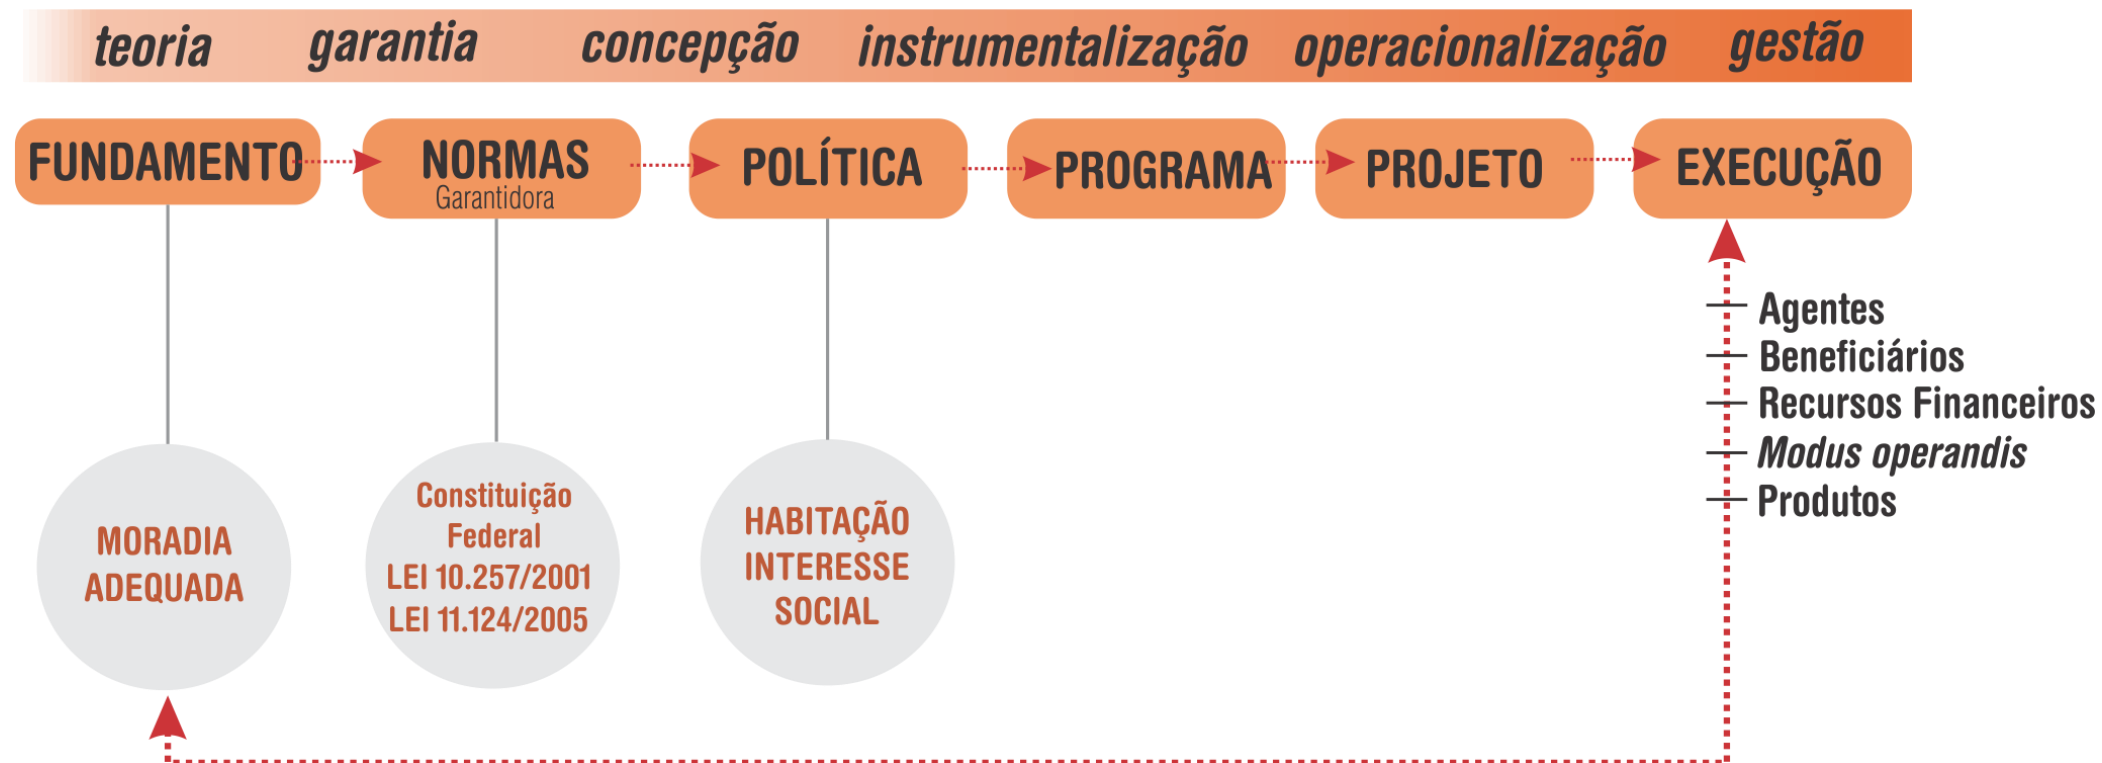 teoria garantia concepção instrumentalização operacionalização gestão
FUNDAMENTO
NORMAS
Garantidora
POLÍTICA
PROGRAMA
PROJETO
EXECUÇÃO
Agentes
Beneficiários
Recursos Financeiros
Modus operandis
Produtos
MORADIA
ADEQUADA
Constituição
Federal
LEI 10.257/2001
LEI 11.124/2005
HABITAÇÃO
INTERESSE
SOCIAL